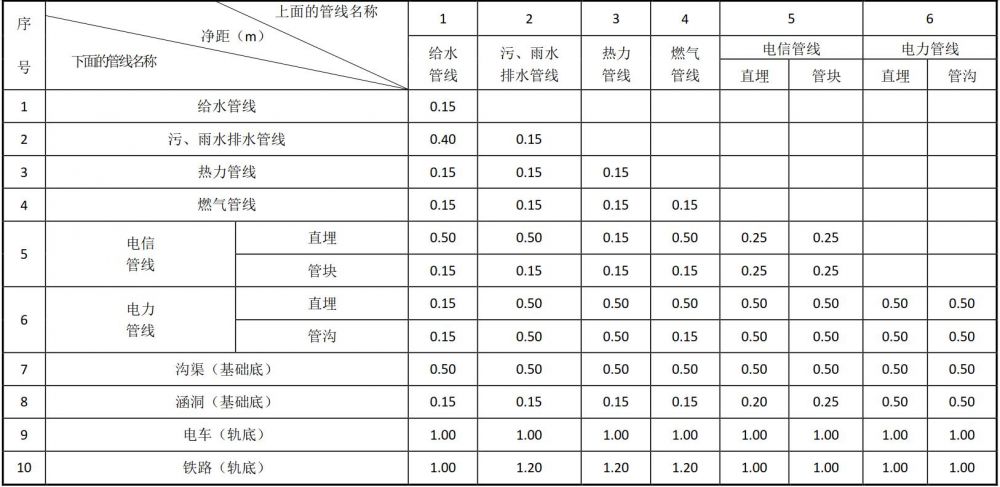 序号 上面的管线名称 1 2 3 4 5 6
净距（m）
下面的管线名称 给水管线 污、雨水排水管线 热力管线 燃气管线 电信管线 电力管线
直埋 管块 直埋 管沟
1 给水管线 0.15
2 污、雨水排水管线 0.40 0.15
3 热力管线 0.15 0.15 0.15
4 燃气管线 0.15 0.15 0.15 0.15
5 电信管线 直埋 0.50 0.50 0.15 0.50 0.25 0.25
管块 0.15 0.15 0.15 0.15 0.25 0.25
6 电力管线 直埋 0.15 0.50 0.50 0.50 0.50 0.50 0.50 0.50
管沟 0.15 0.50 0.50 0.15 0.50 0.50 0.50 0.50
7 沟渠（基础底） 0.50 0.50 0.50 0.50 0.50 0.50 0.50 0.50
8 涵洞（基础底） 0.15 0.15 0.15 0.15 0.20 0.25 0.50 0.50
9 电车（轨底） 1.00 1.00 1.00 1.00 1.00 1.00 1.00 1.00
10 铁路（轨底） 1.00 1.20 1.20 1.20 1.00 1.00 1.00 1.00